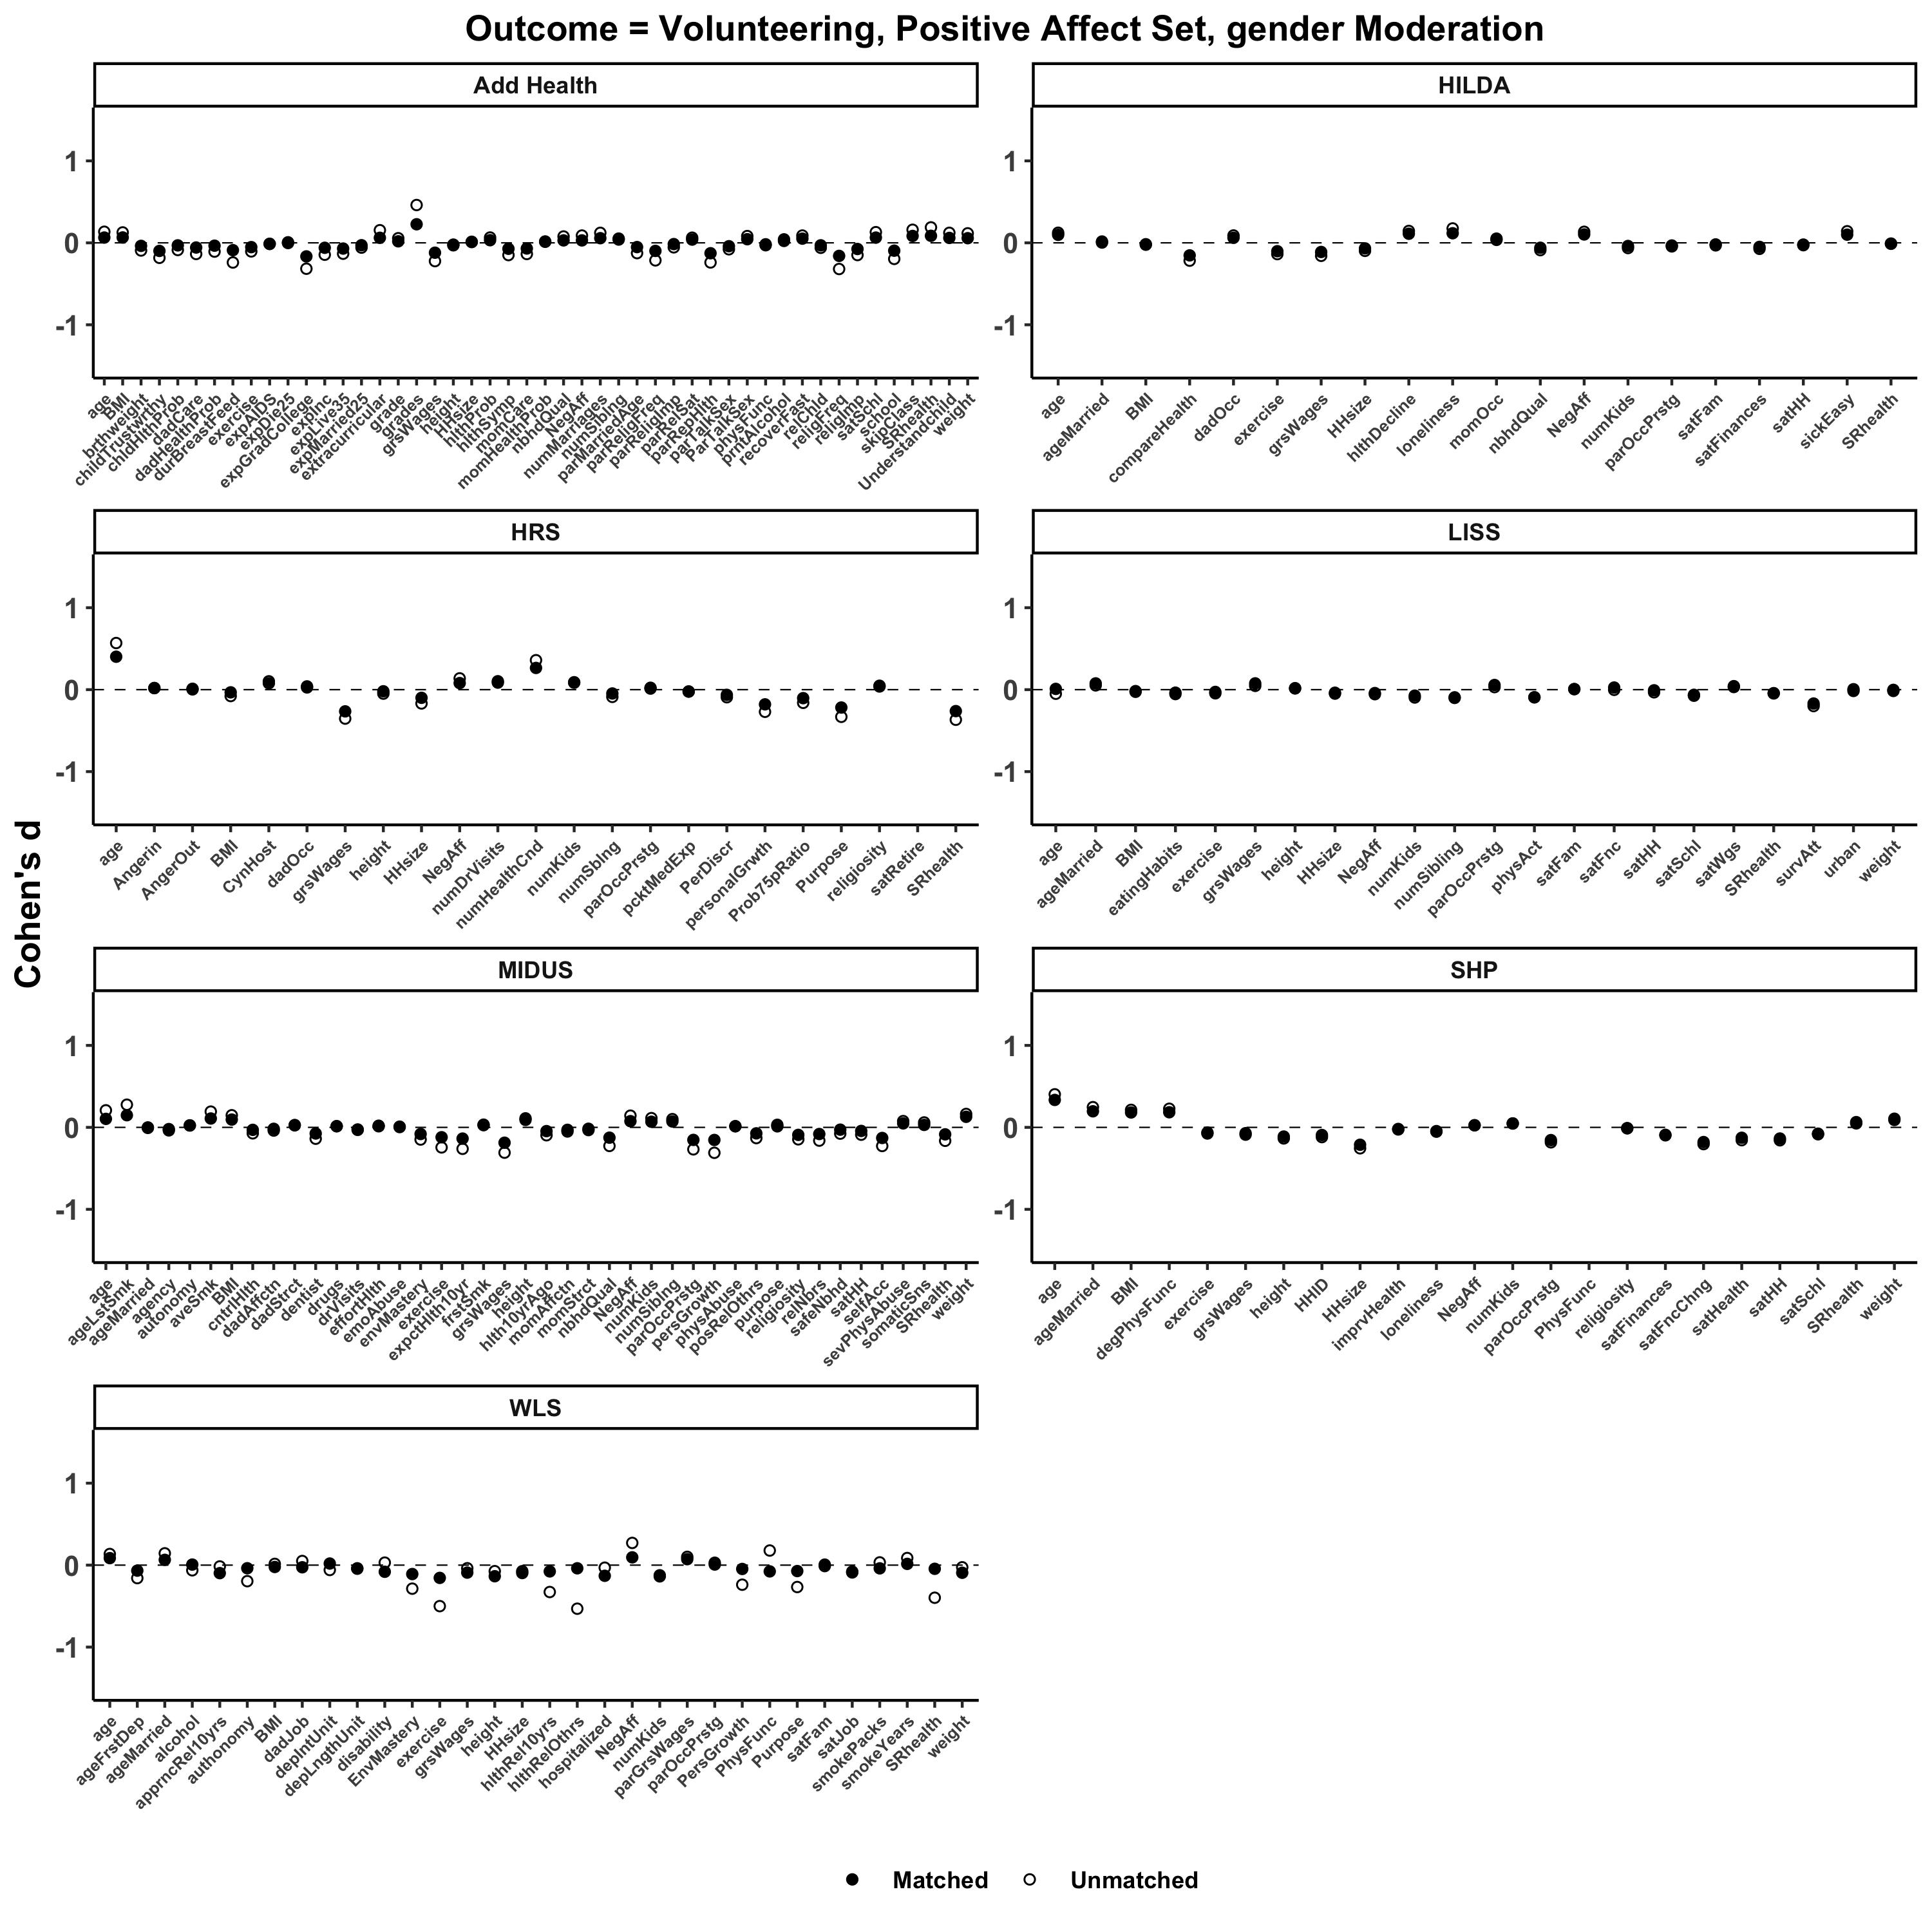 Outcome = Volunteering, Positive Affect Set, gender Moderation
Cohen's d
Add Health
1
0
-1
age
BMI
brthweight
childTrustwrthy
chldHlthProb
dadCare
dadHealthProb
durBreastFeed
exercise
expAIDS
expDie25
expGradCollege
expInc
expLive35
expMarried25
extracurricular
grade
grades
grsWages
height
HHsize
hlthProb
hlthSymp
momCare
momHealthProb
nbhdQual
NegAff
numMarriages
numSibIng
parMarriedAge
parReligFreq
parReligImp
parRelSat
parRepHlth
parTalkSex
ParTalkSex
physFunc
prntAlcohol
recoverFast
relChld
religFreq
religImp
satSchl
school
skipClass
SRhealth
Understandchild
weight
HILDA
1
0
-1
age
ageMarried
BMI
compareHealth
dadOcc
exercise
grsWages
HHsize
hlthDecline
loneliness
momOcc
nbhdQual
NegAff
numKids
parOccPrstg
satFam
satFinances
satHH
sickEasy
SRhealth
HRS
1
0
-1
age
Angerin
AngerOut
BMI
CynHost
dadOcc
grsWages
height
HHsize
NegAff
numDrVisits
numHealthCnd
numKids
numSbIng
parOccPrstg
pcktMedExp
PerDiscr
personalGrwth
Prob75pRatio
Purpose
religiosity
satRetire
SRhealth
LISS
1
0
-1
age
ageMarried
BMI
eatingHabits
exercise
grsWages
height
HHsize
NegAff
numKids
numSibling
parOccPrstg
physAct
satFam
satFnc
satHH
satSchl
satWgs
SRhealth
survAtt
urban
weight
MIDUS
1
0
-1
age
ageLstSmk
ageMarried
agency
autonomy
aveSmk
BMI
cntrlHlth
dadAffctn
dadStrct
dentist
drugs
drVisits
effortHlth
emoAbuse
envMastery
exercise
expctHlth10yr
frstSmk
grsWages
height
hlth10yrAgo
momAffctn
momStrct
nbhdQual
NegAff
numKids
numSibIng
parOccPrstg
persGrowth
physAbuse
posRelOthrs
purpose
religiosity
relNbrs
safeNbhd
satHH
selfAcc
sevPhysAbuse
somaticSns
SRhealth
weight
SHP
1
0
-1
age
ageMarried
BMI
degPhysFunc
exercise
grsWages
height
HHID
HHsize
imprvHealth
loneliness
NegAff
numKids
parOccPrstg
PhysFunc
religiosity
satFinances
satFncChng
satHealth
satHH
satSchl
SRhealth
weight
WLS
1
0
-1
age
ageFrstDep
ageMarried
alcohol
apprncRel10yrs
authonomy
BMI
dadJob
depIntUnit
depLngthUnit
disability
EnvMastery
exercise
grsWages
height
HHsize
hlthRel10yrs
hlthRelOthrs
hospitalized
NegAff
numKids
parGrsWages
parOccPrstg
PersGrowth
PhysFunc
Purpose
satFam
satJob
smokePacks
smokeYears
SRhealth
weight
Matched
Unmatched